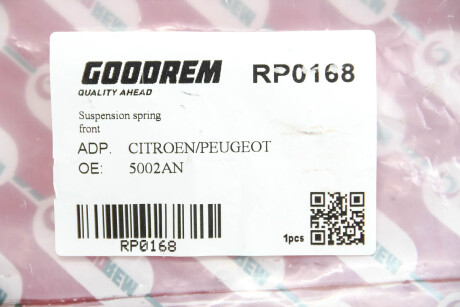 GOODREM RP0168
QUALITY AHEAD
Suspension spring
front
ADP. CITROEN/PEUGEOT
OE: 5002AN
RP0168
1pcs